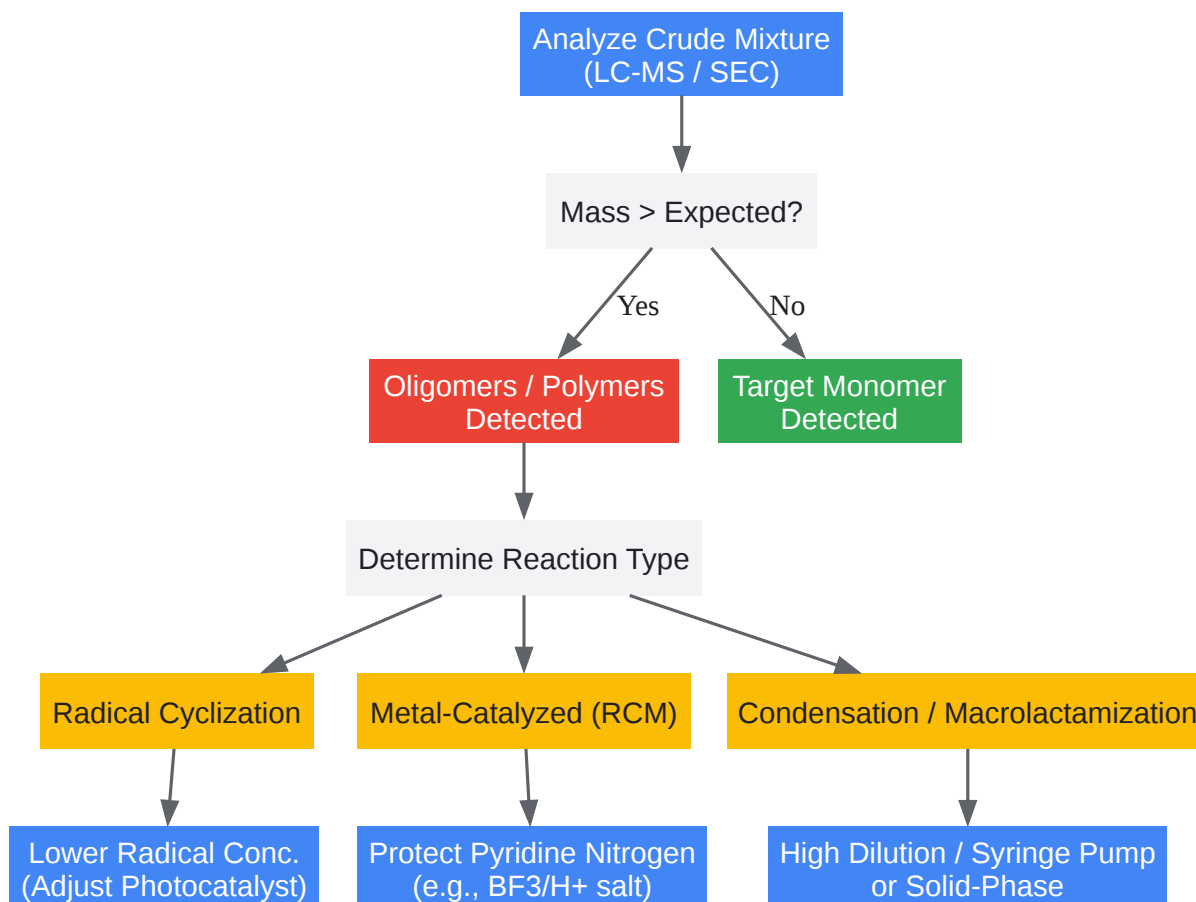 Analyze Crude Mixture
(LC-MS / SEC)
Mass > Expected?
Yes
No
Oligomers / Polymers
Detected
Target Monomer
Detected
Determine Reaction Type
Radical Cyclization
Metal-Catalyzed (RCM)
Condensation / Macrolactamization
Lower Radical Conc.
(Adjust Photocatalyst)
Protect Pyridine Nitrogen
(e.g., BF3/H+ salt)
High Dilution / Syringe Pump
or Solid-Phase